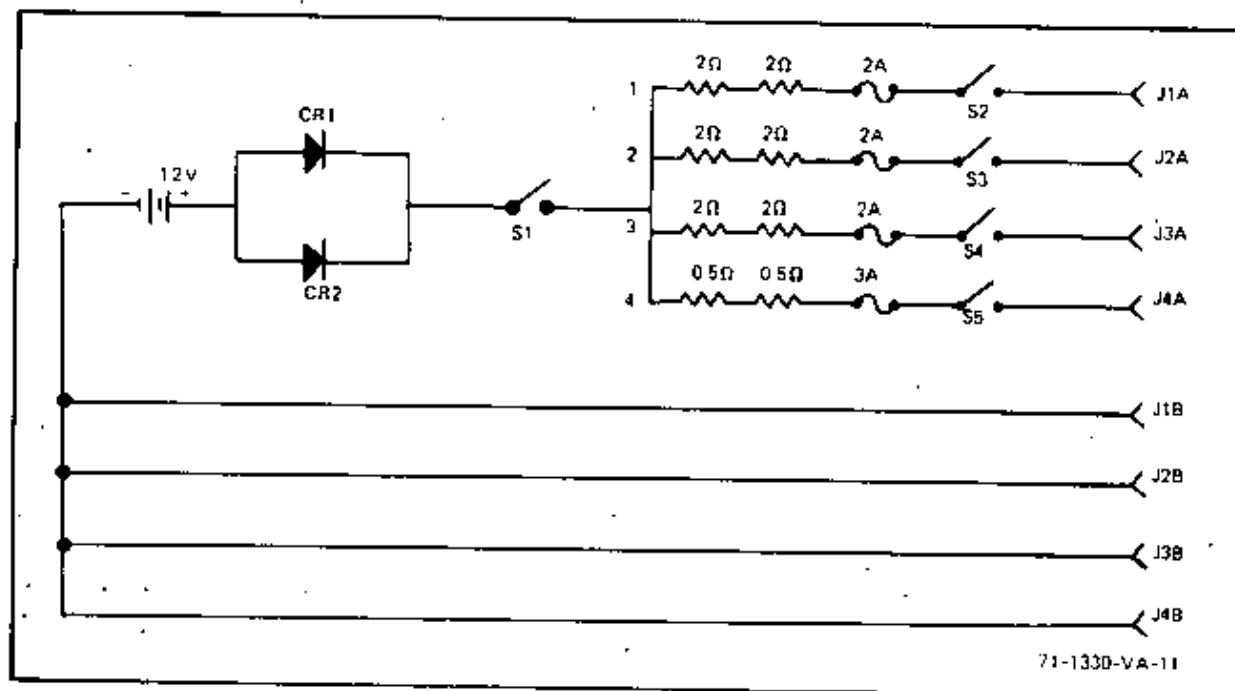 2Ω 2Ω 2A
1 S2 J1A
CR1
2Ω 2Ω 2A
2 S3 J2A
12V
- +
S1
2Ω 2Ω 2A
3 S4 J3A
CR2
0 5Ω 0 5Ω 3A
4 S5 J4A
J1B
J2B
J3B
J4B
71-1330-VA-11